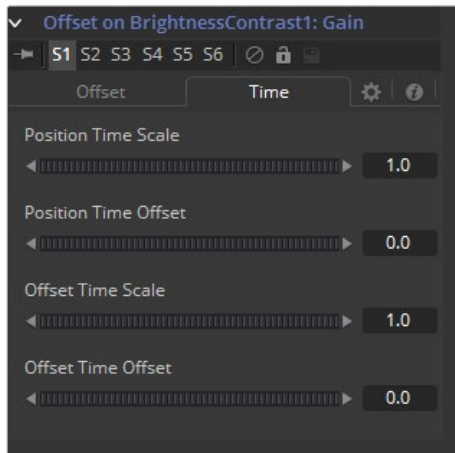 Offset on BrightnessContrast1: Gain
S1 S2 S3 S4 S5 S6
Offset Time
Position Time Scale
1.0
Position Time Offset
0.0
Offset Time Scale
1.0
Offset Time Offset
0.0